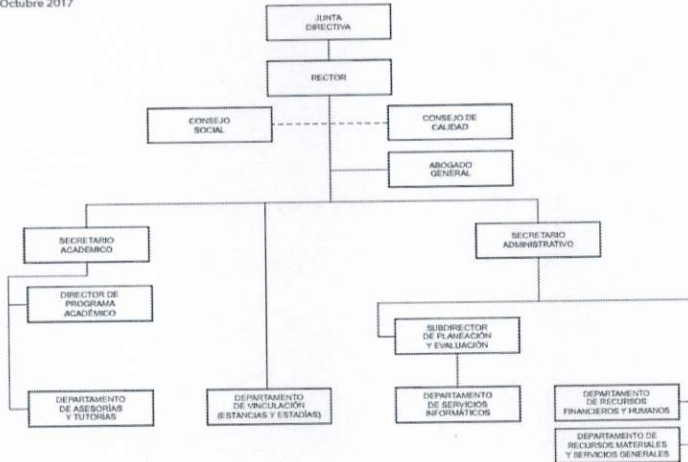 Octubre 2017
JUNTA
DIRECTIVA
RECTOR
CONSEJO
SOCIAL
CONSEJO DE
CALIDAD
ABOGADO
GENERAL
SECRETARIO
ACADÉMICO
SECRETARIO
ADMINISTRATIVO
DIRECTOR DE
PROGRAMA
ACADÉMICO
SUBDIRECTOR
DE PLANEACIÓN
Y EVALUACIÓN
DEPARTAMENTO
DE ASESORÍAS
Y TUTORÍAS
DEPARTAMENTO
DE VINCULACIÓN
(ESTANCIAS Y ESTADÍAS)
DEPARTAMENTO
DE SERVICIOS
INFORMÁTICOS
DEPARTAMENTO
DE RECURSOS
FINANCIEROS Y HUMANOS
DEPARTAMENTO DE
RECURSOS MATERIALES
Y SERVICIOS GENERALES